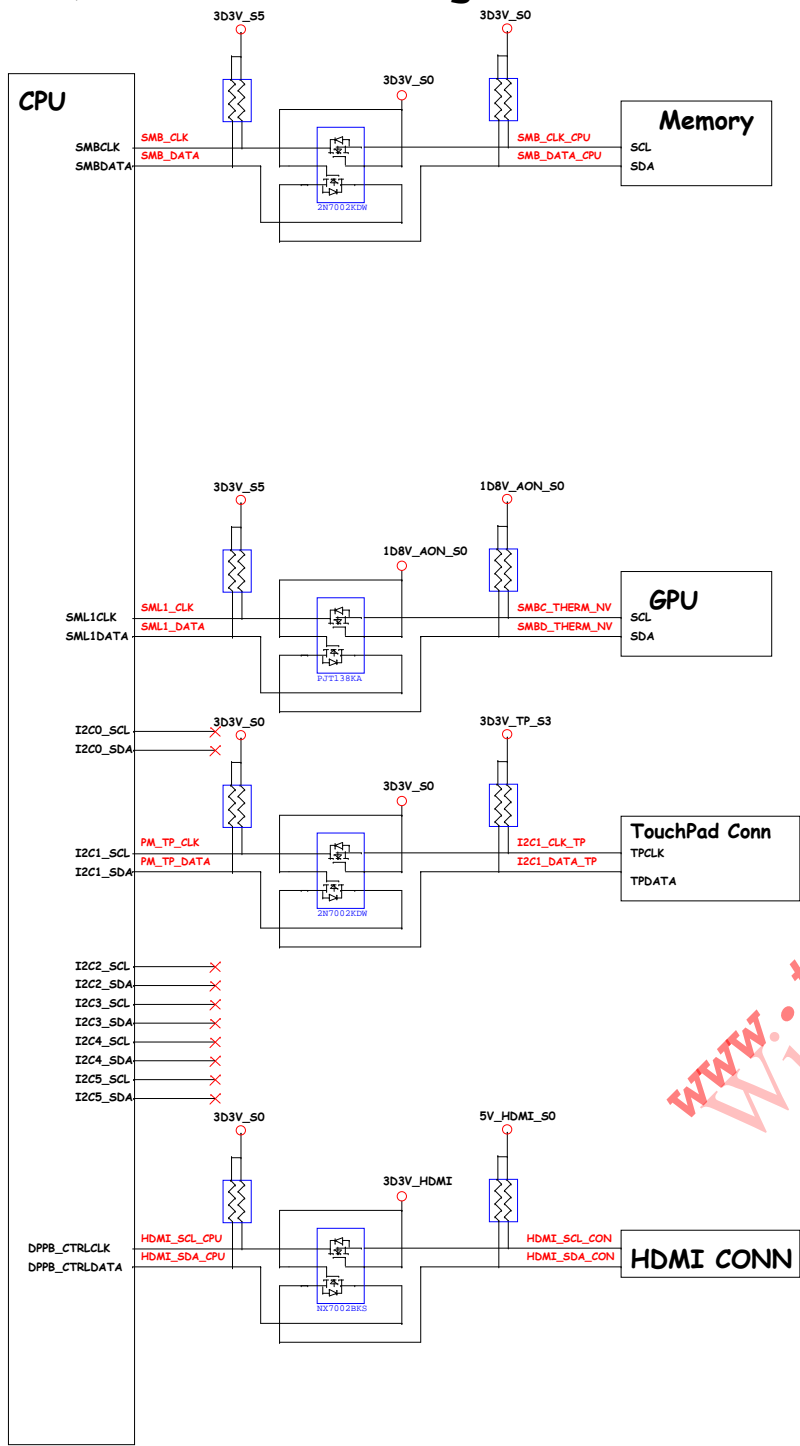 3D3V_S5
3D3V_S0
CPU
3D3V_S0
Memory
SMBCLK
SMB_CLK
SMB_CLK_CPU
SCL
SMBDATA
SMB_DATA
SMB_DATA_CPU
SDA
2N7002KDW
3D3V_S5
1D8V_AON_S0
1D8V_AON_S0
GPU
SML1CLK
SML1_CLK
SMBC_THERM_NV
SCL
SML1DATA
SML1_DATA
SMBD_THERM_NV
SDA
PJT138KA
I2C0_SCL
I2C0_SDA
3D3V_S0
3D3V_TP_S3
3D3V_S0
TouchPad Conn
I2C1_SCL
PM_TP_CLK
I2C1_CLK_TP
TPCLK
I2C1_SDA
PM_TP_DATA
I2C1_DATA_TP
TPDATA
2N7002KDW
I2C2_SCL
I2C2_SDA
I2C3_SCL
I2C3_SDA
I2C4_SCL
I2C4_SDA
I2C5_SCL
I2C5_SDA
www.t
3D3V_S0
5V_HDMI_S0
3D3V_HDMI
DPPB_CTRLCLK
HDMI_SCL_CPU
HDMI_SCL_CON
DPPB_CTRLDATA
HDMI_SDA_CPU
HDMI_SDA_CON
HDMI CONN
NX7002BKS